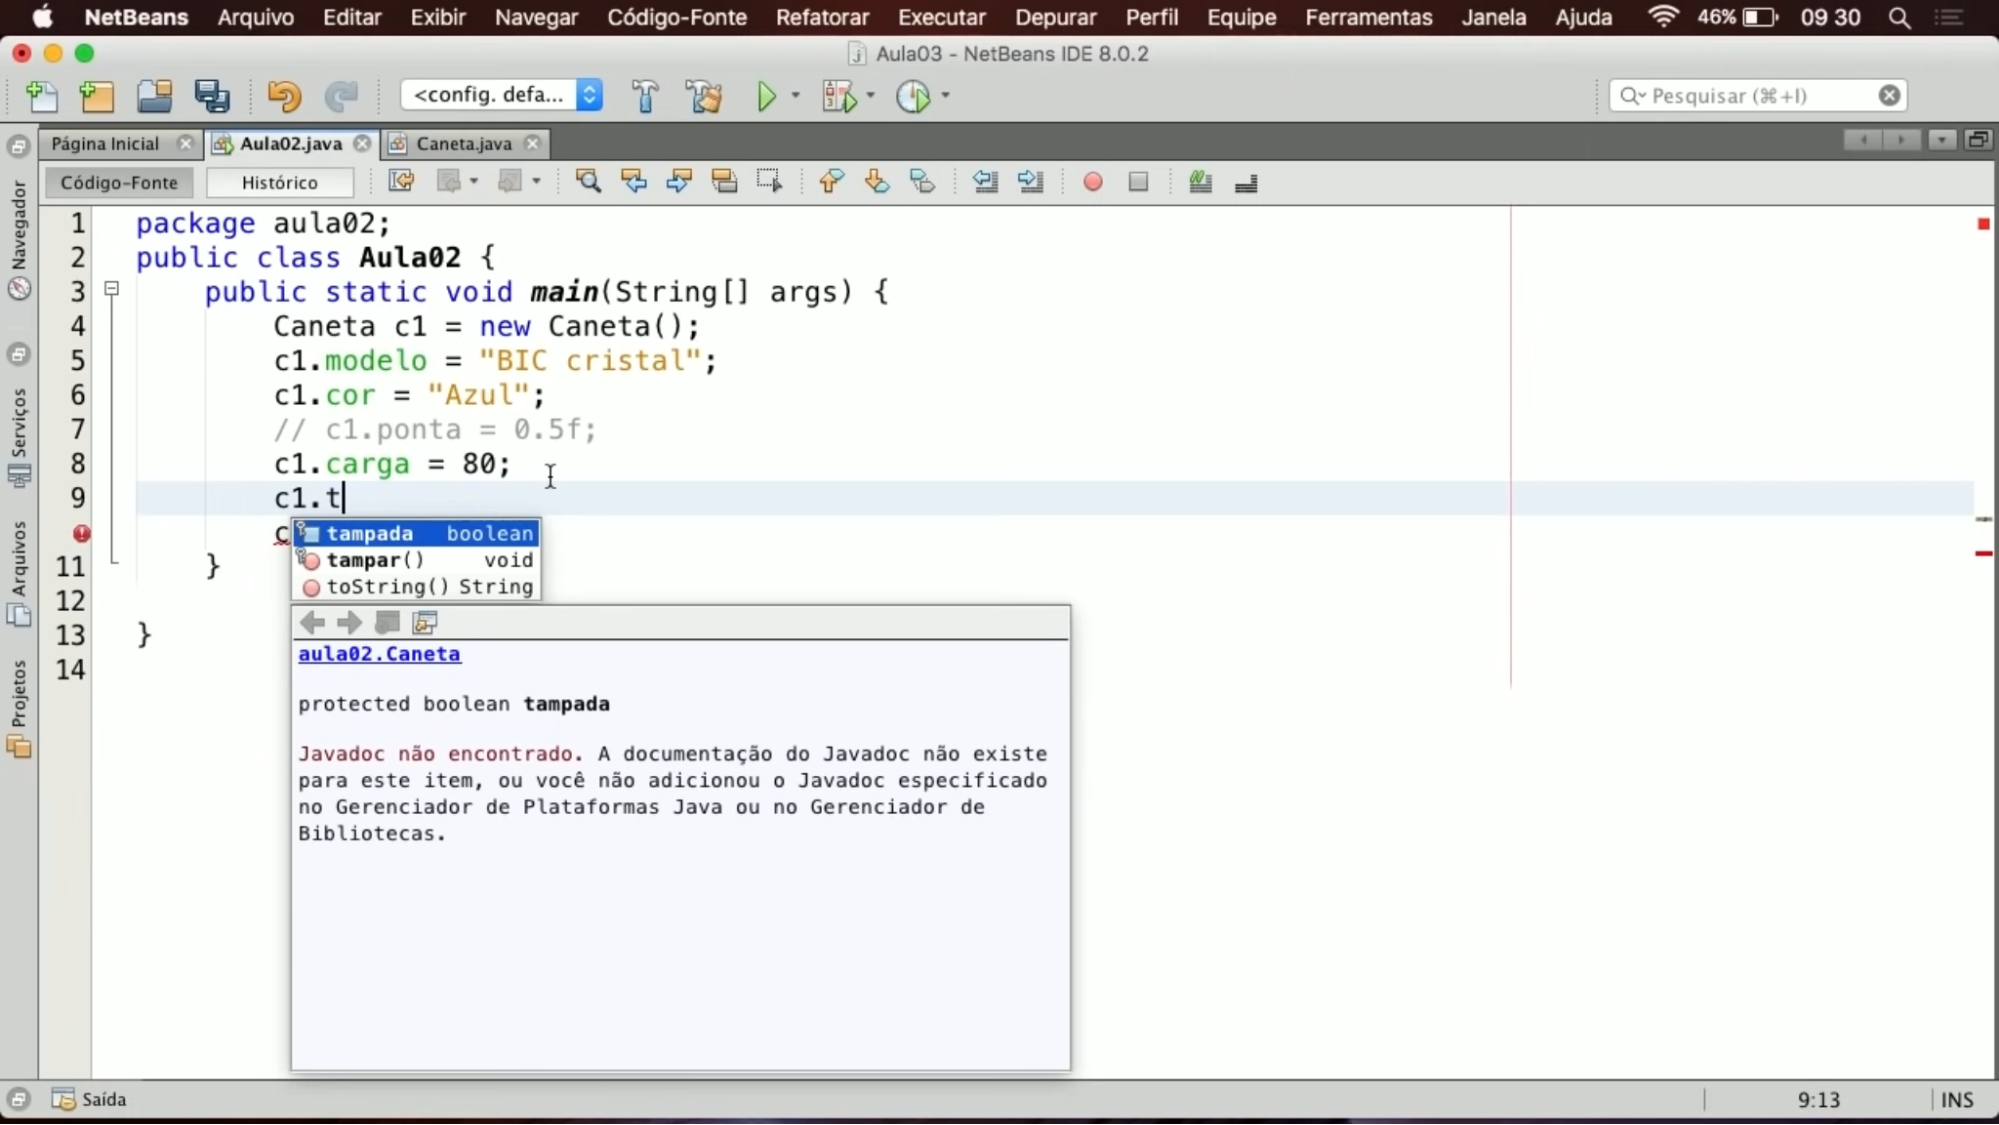 NetBeans Arquivo Editar Exibir Navegar Código-Fonte Refatorar Executar Depurar Perfil Equipe Ferramentas Janela Ajuda 46% 09 30
Aula03 - NetBeans IDE 8.0.2
<config. defa... Pesquisar (⌘+I)
Página Inicial Aula02.java Caneta.java
Código-Fonte Histórico
Navegador
Serviços
Arquivos
Projetos
1 package aula02;
2 public class Aula02 {
3 public static void main(String[] args) {
4 Caneta c1 = new Caneta();
5 c1.modelo = "BIC cristal";
6 c1.cor = "Azul";
7 // c1.ponta = 0.5f;
8 c1.carga = 80;
9 c1.t
c
tampada boolean
tampar() void
11 }
toString() String
12
13 }
14
aula02.Caneta
protected boolean tampada
Javadoc não encontrado. A documentação do Javadoc não existe
para este item, ou você não adicionou o Javadoc especificado
no Gerenciador de Plataformas Java ou no Gerenciador de
Bibliotecas.
Saída 9:13 INS